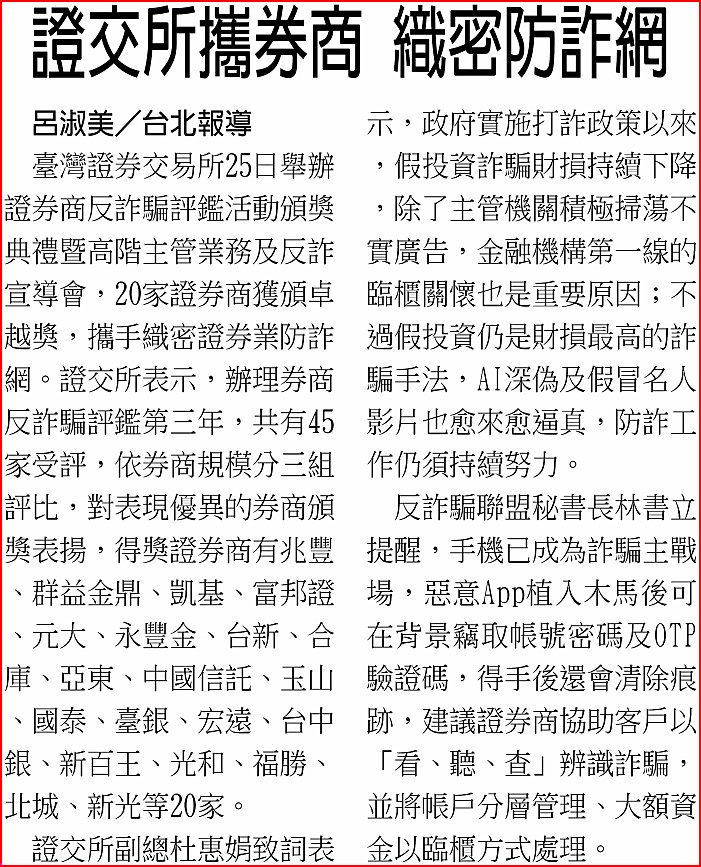 證交所攜券商 織密防詐網
呂淑美／台北報導
臺灣證券交易所25日舉辦
證券商反詐騙評鑑活動頒獎
典禮暨高階主管業務及反詐
宣導會，20家證券商獲頒卓
越獎，攜手織密證券業防詐
網。證交所表示，辦理券商
反詐騙評鑑第三年，共有45
家受評，依券商規模分三組
評比，對表現優異的券商頒
獎表揚，得獎證券商有兆豐
、群益金鼎、凱基、富邦證
、元大、永豐金、台新、合
庫、亞東、中國信託、玉山
、國泰、臺銀、宏遠、台中
銀、新百王、光和、福勝、
北城、新光等20家。
證交所副總杜惠娟致詞表
示，政府實施打詐政策以來
，假投資詐騙財損持續下降
，除了主管機關積極掃蕩不
實廣告，金融機構第一線的
臨櫃關懷也是重要原因；不
過假投資仍是財損最高的詐
騙手法，AI深偽及假冒名人
影片也愈來愈逼真，防詐工
作仍須持續努力。
反詐騙聯盟秘書長林書立
提醒，手機已成為詐騙主戰
場，惡意App植入木馬後可
在背景竊取帳號密碼及OTP
驗證碼，得手後還會清除痕
跡，建議證券商協助客戶以
「看、聽、查」辨識詐騙，
並將帳戶分層管理、大額資
金以臨櫃方式處理。